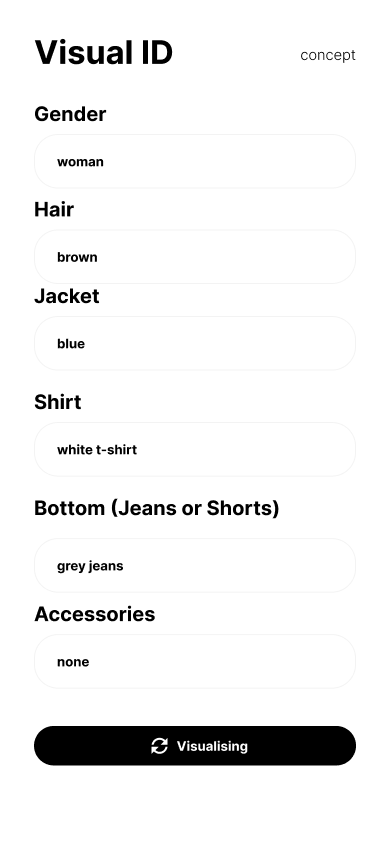 Visual ID
concept
Gender
woman
Hair
brown
Jacket
blue
Shirt
white t-shirt
Bottom (Jeans or Shorts)
grey jeans
Accessories
none
Visualising